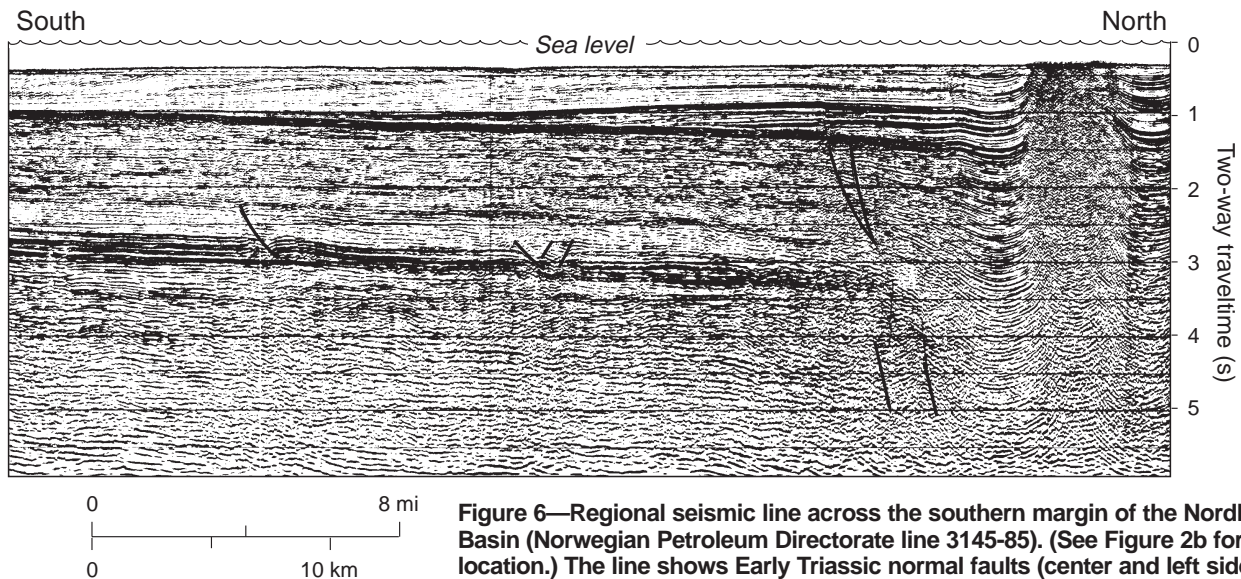 South North
Sea level
0
1
2
3
4
5
Two-way traveltime (s)
0 8 mi
0 10 km
Figure 6—Regional seismic line across the southern margin of the
Basin (Norwegian Petroleum Directorate line 3145-85). (See Figure 2b for
location.) The line shows Early Triassic normal faults (center and left